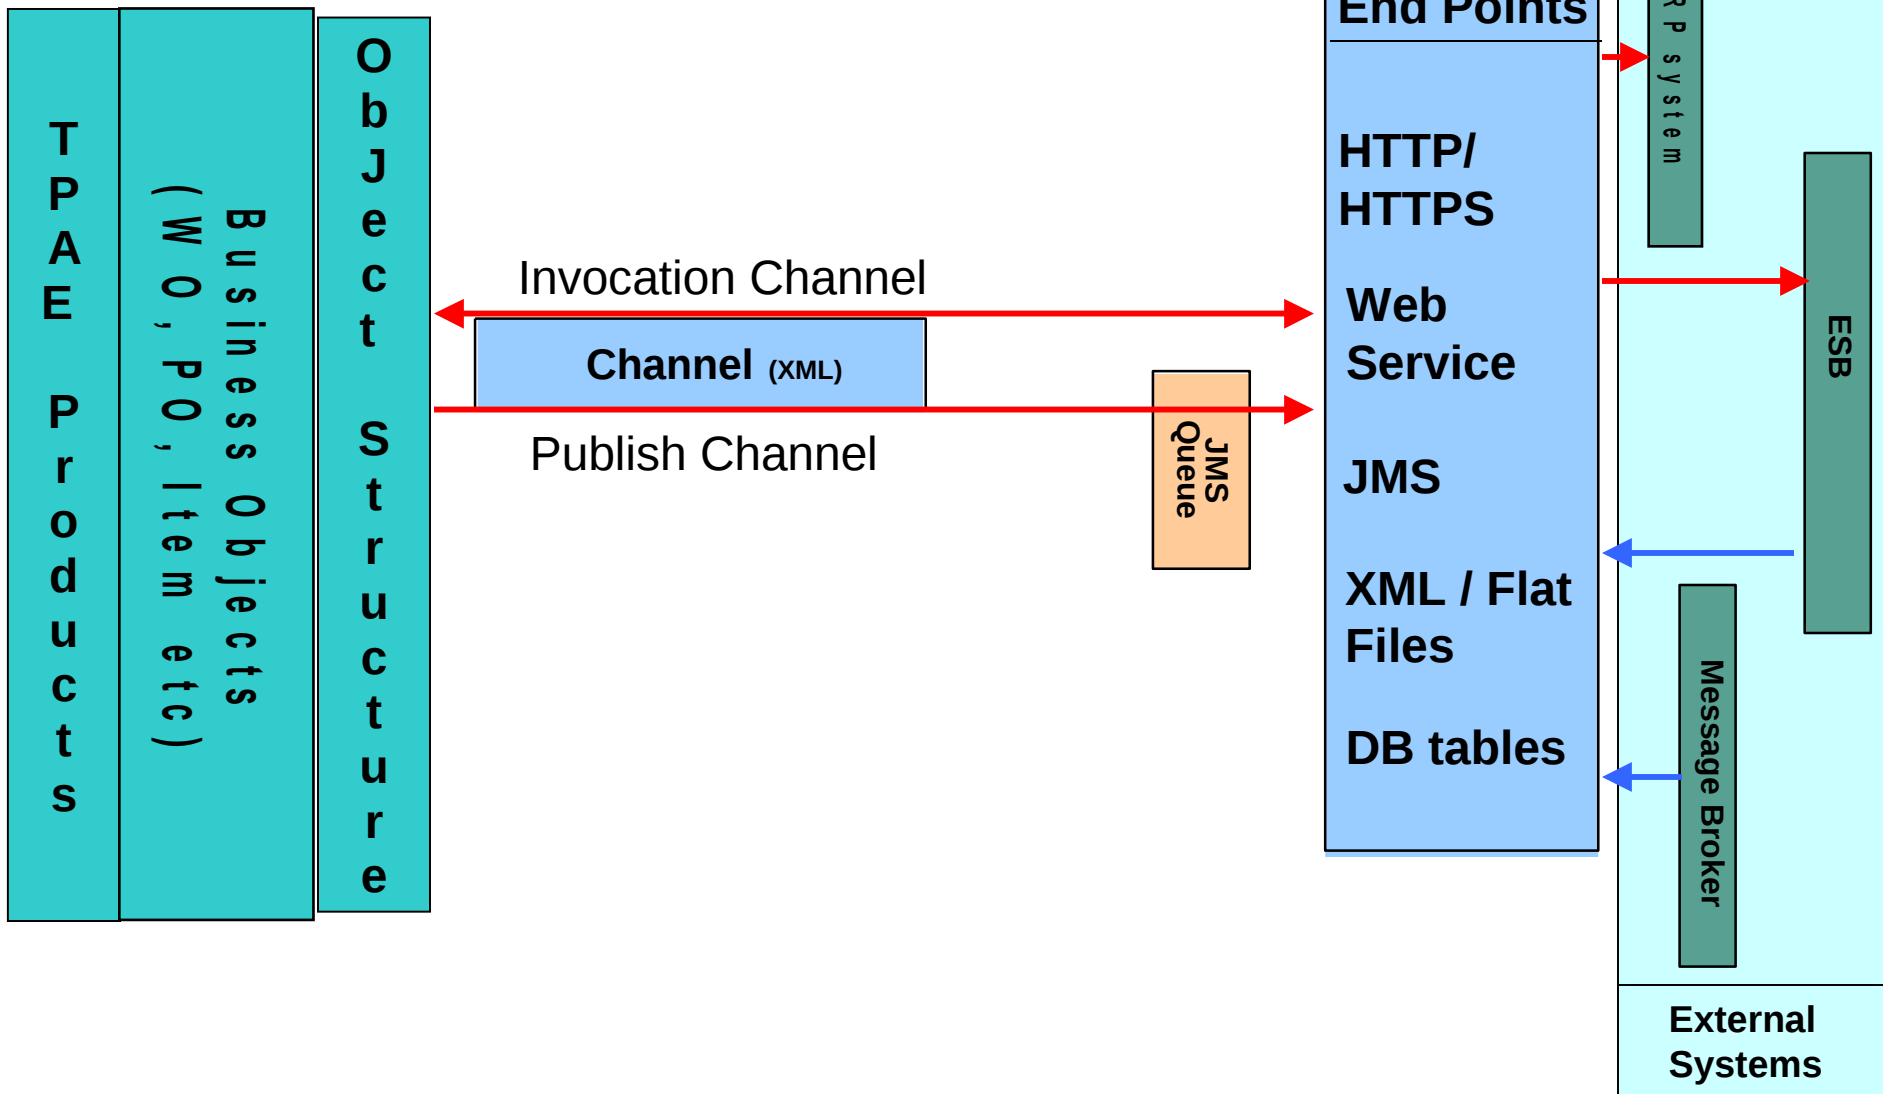 TPAE Products
Business Objects
(WO, PO, Item etc)
ObJect Structure
Invocation Channel
Channel (XML)
Publish Channel
JMS
Queue
End Points
HTTP/
HTTPS
Web
Service
JMS
XML / Flat
Files
DB tables
RP system
ESB
Message Broker
External
Systems